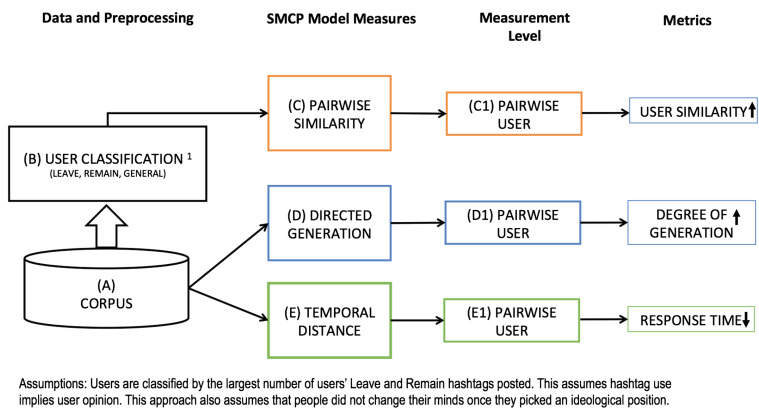 Data and Preprocessing
SMCP Model Measures
Measurement
Level
Metrics
(C) PAIRWISE
SIMILARITY
(C1) PAIRWISE
USER
USER SIMILARITY
(B) USER CLASSIFICATION 1
(LEAVE, REMAIN, GENERAL)
(D) DIRECTED
GENERATION
(D1) PAIRWISE
USER
DEGREE OF
GENERATION
(A)
CORPUS
(E) TEMPORAL
DISTANCE
(E1) PAIRWISE
USER
RESPONSE TIME
Assumptions: Users are classified by the largest number of users' Leave and Remain hashtags posted. This assumes hashtag use
implies user opinion. This approach also assumes that people did not change their minds once they picked an ideological position.